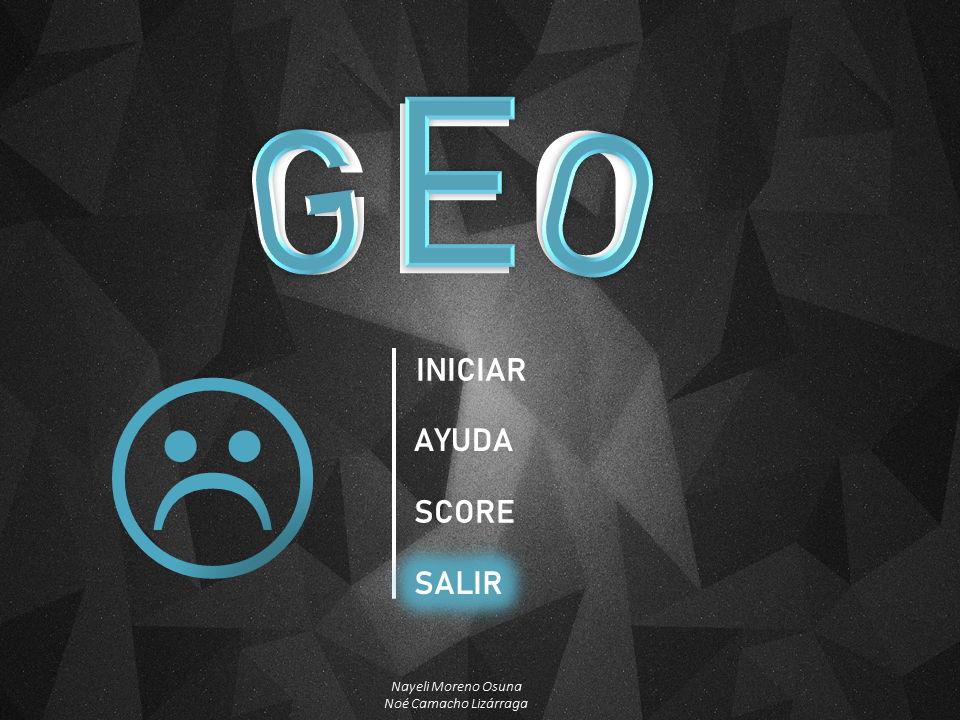 GEO
INICIAR
AYUDA
SCORE
SALIR
Nayeli Moreno Osuna
Noé Camacho Lizárraga